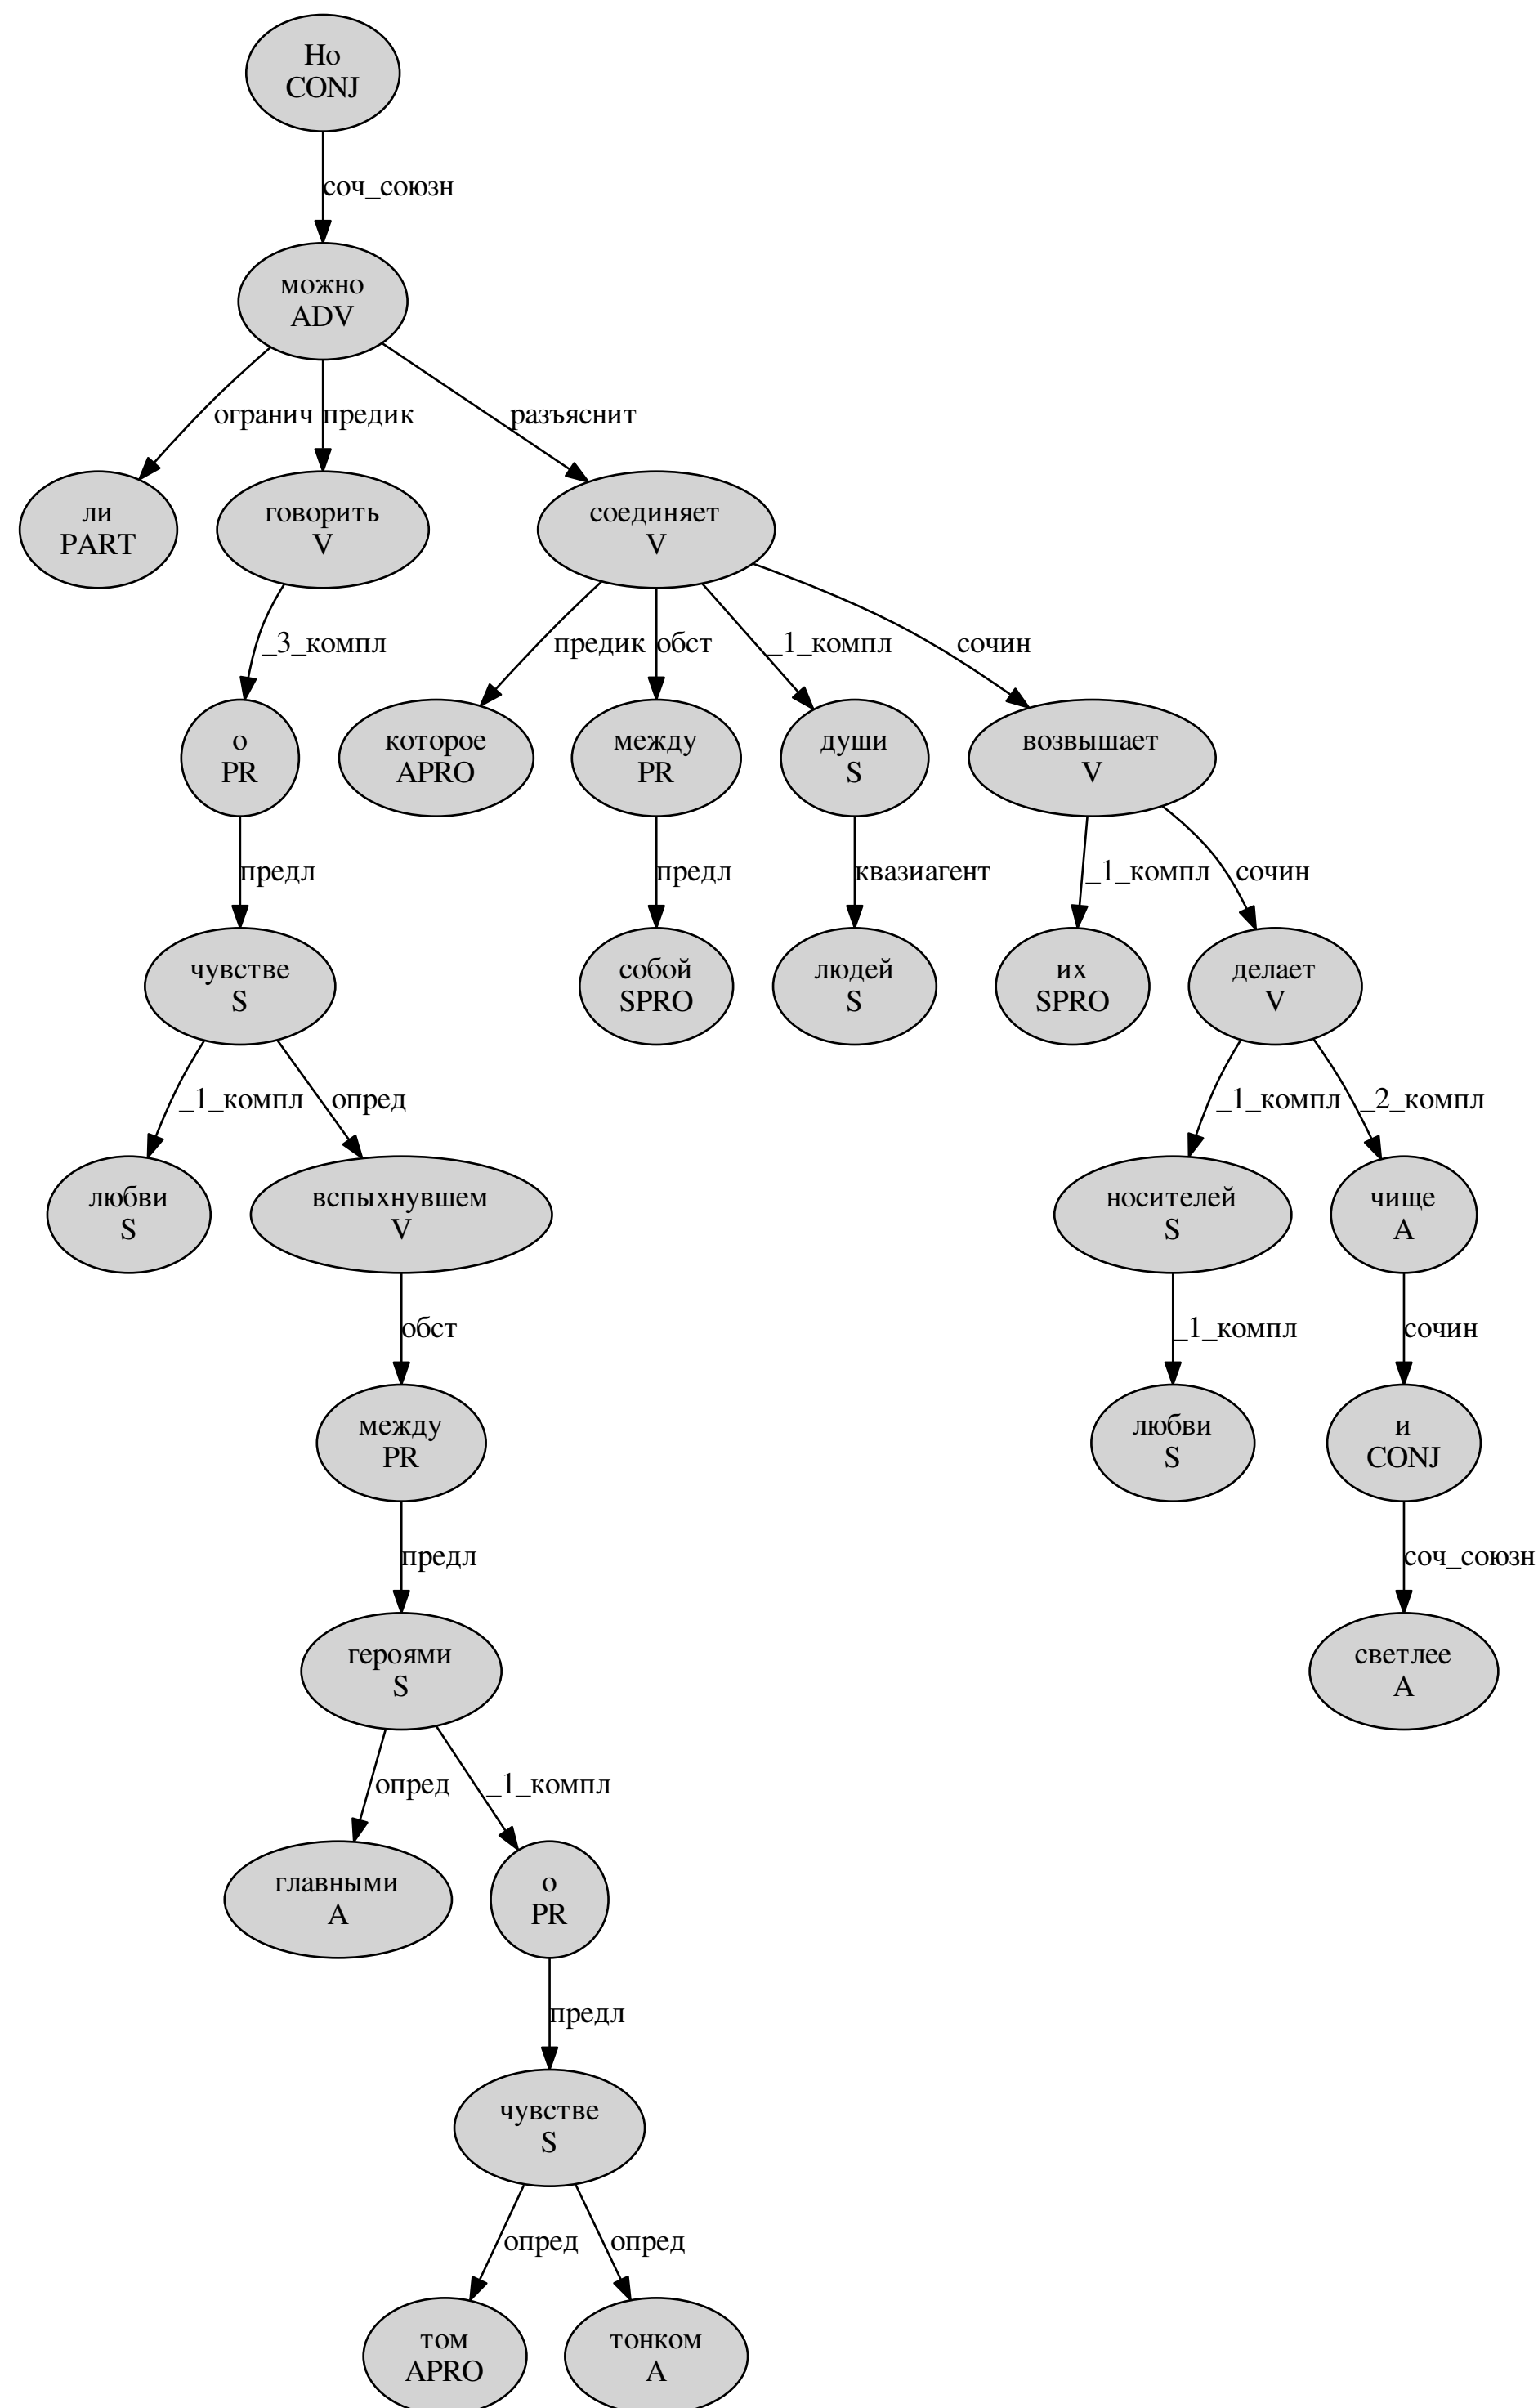 Но
CONJ
соч_союзн
можно
ADV
огранич
предик
разъяснит
ли
PART
говорить
V
соединяет
V
_3_компл
предик
обст
_1_компл
сочин
о
PR
которое
APRO
между
PR
души
S
возвышает
V
предл
предл
квазиагент
_1_компл
сочин
чувстве
S
собой
SPRO
людей
S
их
SPRO
делает
V
_1_компл
опред
_1_компл
_2_компл
любви
S
вспыхнувшем
V
носителей
S
чище
A
обст
_1_компл
сочин
между
PR
любви
S
и
CONJ
предл
соч_союзн
героями
S
светлее
A
опред
_1_компл
главными
A
о
PR
предл
чувстве
S
опред
опред
том
APRO
тонком
A